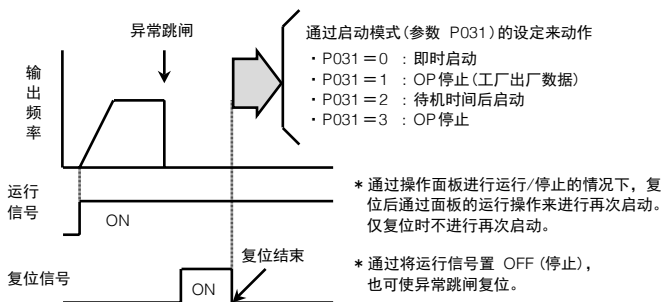 异常跳闸
输出频率
通过启动模式(参数 P031)的设定来动作
・P031＝0 ：即时启动
・P031＝1 ：OP停止(工厂出厂数据)
・P031＝2 ：待机时间后启动
・P031＝3 ：OP停止
运行
信号
ON
＊通过操作面板进行运行/停止的情况下，复
位后通过面板的运行操作来进行再次启动。
仅复位时不进行再次启动。
复位信号
ON
复位结束
＊通过将运行信号置 OFF (停止)，
也可使异常跳闸复位。